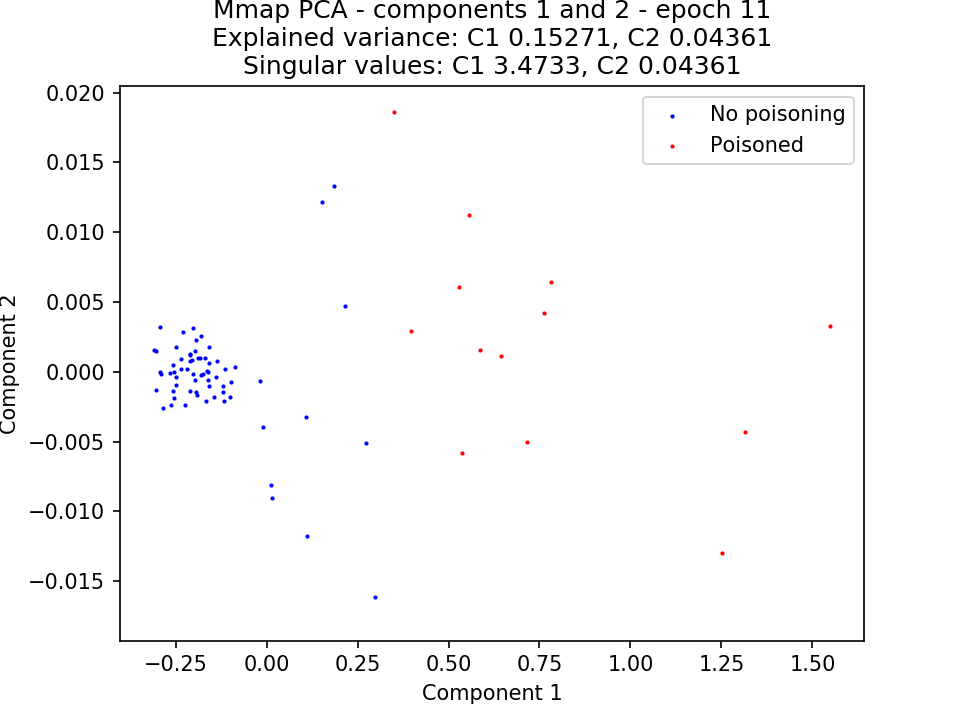 Mmap PCA - components 1 and 2 - epoch 11
Explained variance: C1 0.15271, C2 0.04361
Singular values: C1 3.4733, C2 0.04361
No poisoning
Poisoned
0.020
0.015
0.010
0.005
0.000
−0.005
−0.010
−0.015
Component 2
−0.25
0.00
0.25
0.50
0.75
1.00
1.25
1.50
Component 1